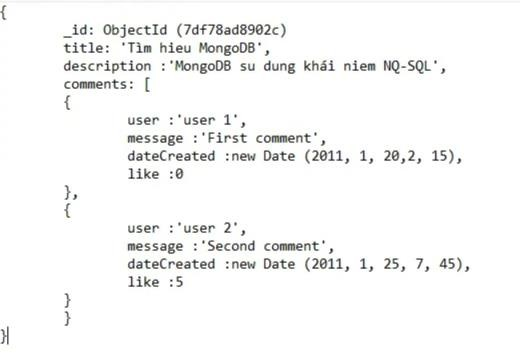 {
_id: ObjectId (7df78ad8902c)
title: 'Tìm hieu MongoDB',
description :'MongoDB su dung khái niem NQ-SQL',
comments: [
{
user :'user 1',
message :'First comment',
dateCreated :new Date (2011, 1, 20,2, 15),
like :0
},
{
user :'user 2',
message :'Second comment',
dateCreated :new Date (2011, 1, 25, 7, 45),
like :5
}
}
}